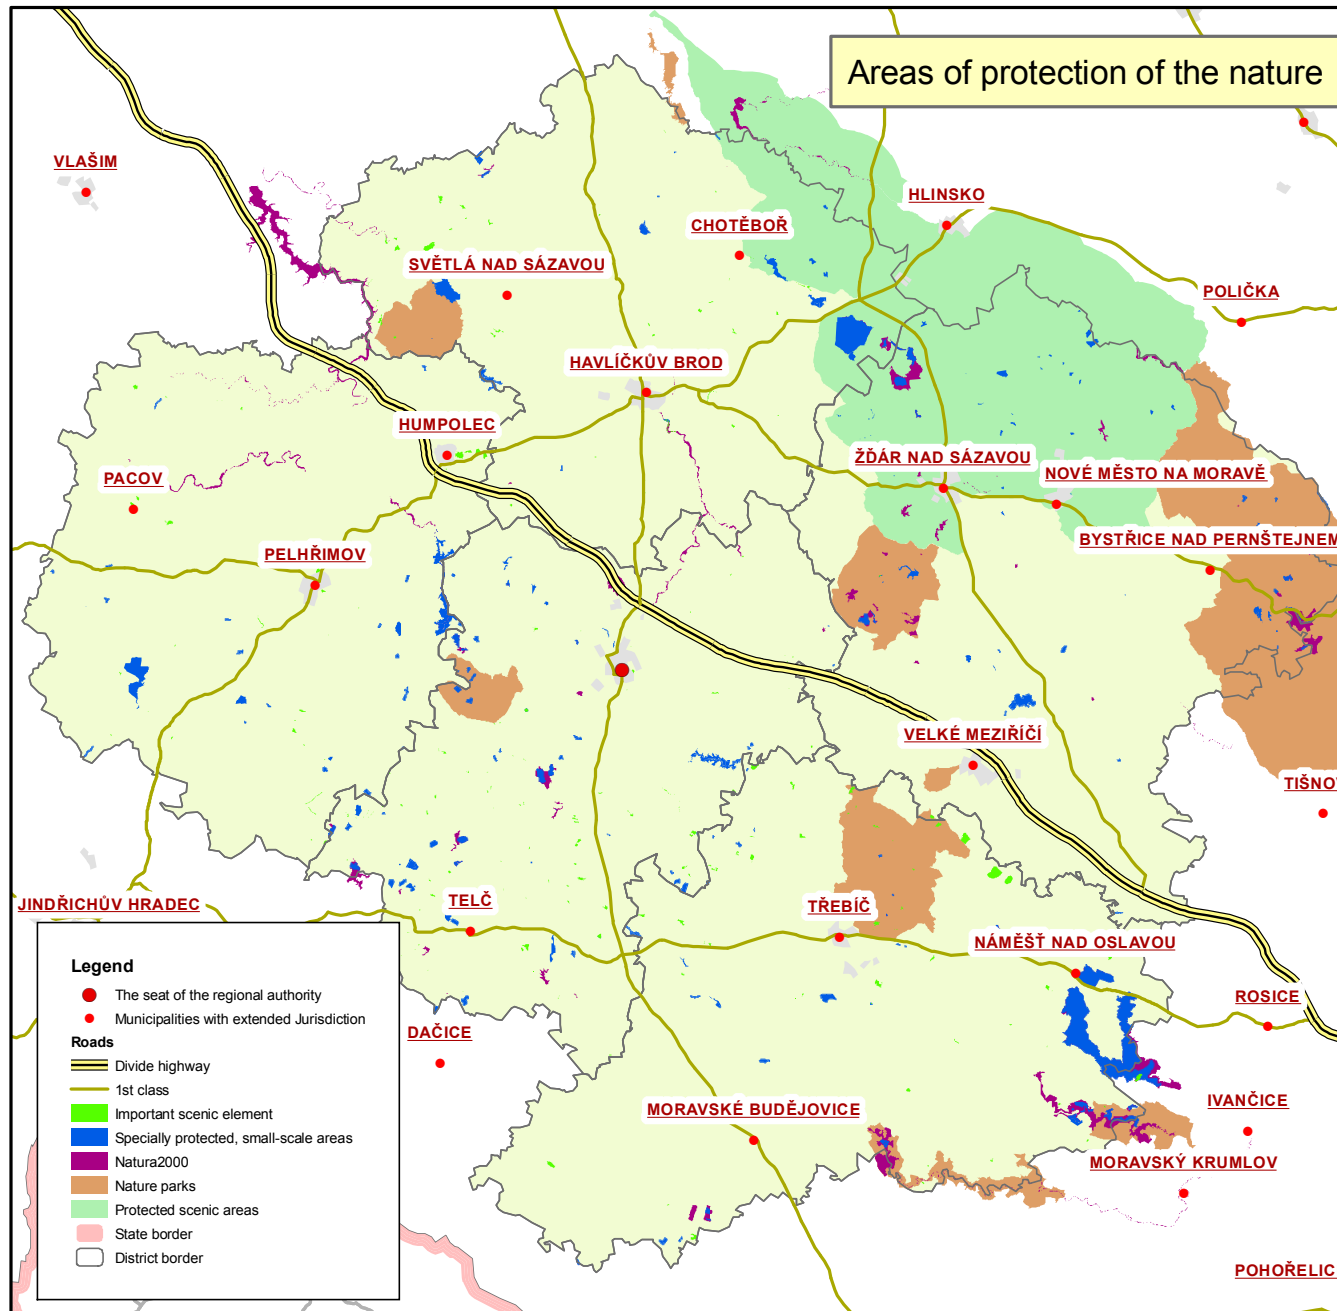 Areas of protection of the nature
VLAŠIM
HLINSKO
CHOTĚBOŘ
SVĚTLÁ NAD SÁZAVOU
POLIČKA
HAVLÍČKŮV BROD
HUMPOLEC
ŽĎÁR NAD SÁZAVOU
NOVÉ MĚSTO NA MORAVĚ
PACOV
BYSTŘICE NAD PERNŠTEJNEM
PELHŘIMOV
VELKÉ MEZIŘÍČÍ
TIŠNOV
JINDŘICHŮV HRADEC
TELČ
TŘEBÍČ
NÁMĚŠŤ NAD OSLAVOU
ROSICE
DAČICE
IVANČICE
MORAVSKÉ BUDĚJOVICE
MORAVSKÝ KRUMLOV
POHOŘELIC
Legend
The seat of the regional authority
Municipalities with extended Jurisdiction
Roads
Divide highway
1st class
Important scenic element
Specially protected, small-scale areas
Natura2000
Nature parks
Protected scenic areas
State border
District border